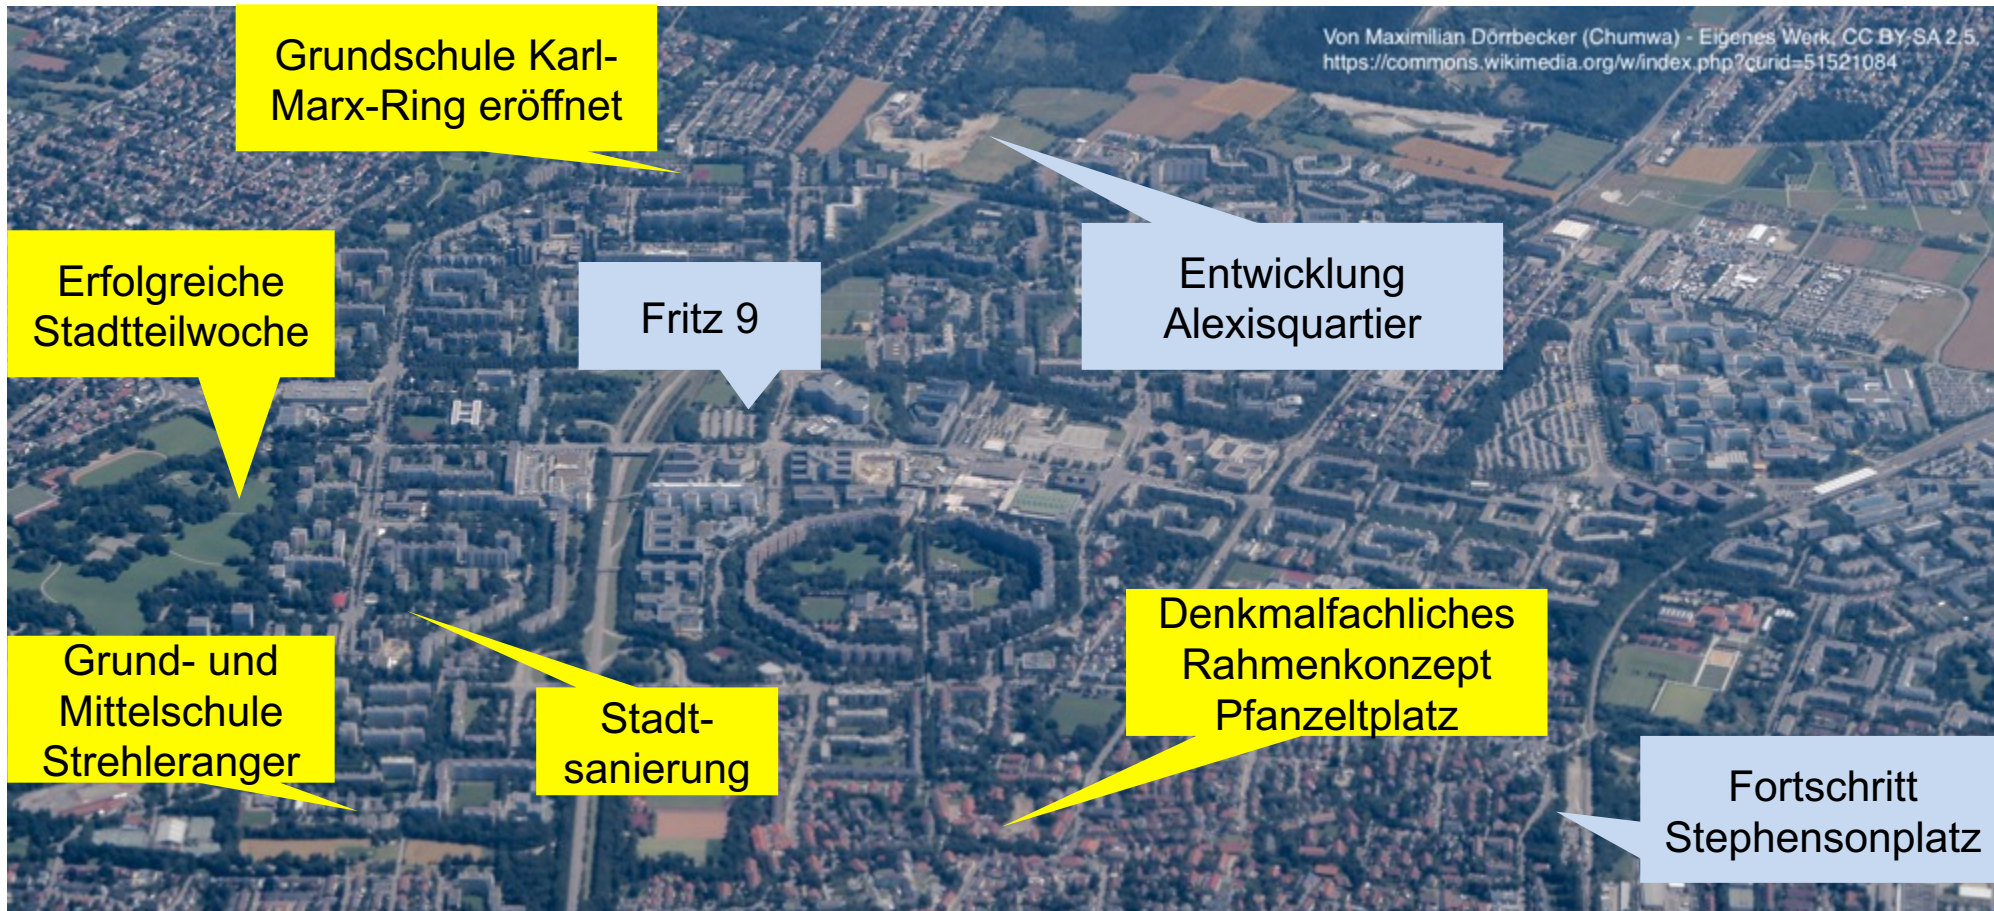 Grundschule Karl-
Marx-Ring eröffnet
Von Maximilian Dörrbecker (Chumwa) - Eigenes Werk, CC BY-SA 2.5,
https://commons.wikimedia.org/w/index.php?curid=51521084
Erfolgreiche
Stadtteilwoche
Fritz 9
Entwicklung
Alexisquartier
Grund- und
Mittelschule
Strehleranger
Stadt-
sanierung
Denkmalfachliches
Rahmenkonzept
Pfanzeltplatz
Fortschritt
Stephensonplatz